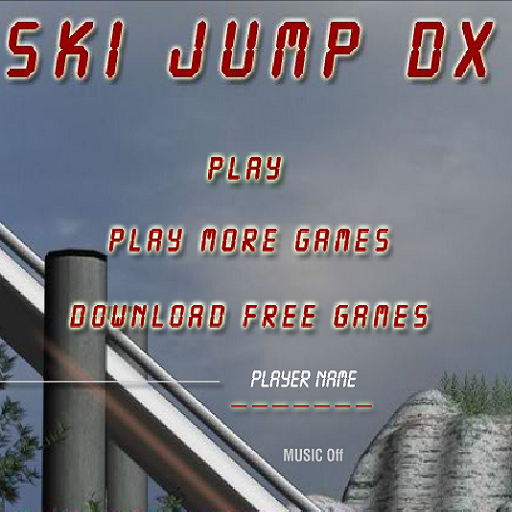 SKI JUMP DX
PLAY
PLAY MORE GAMES
DOWNLOAD FREE GAMES
PLAYER NAME
MUSIC Off